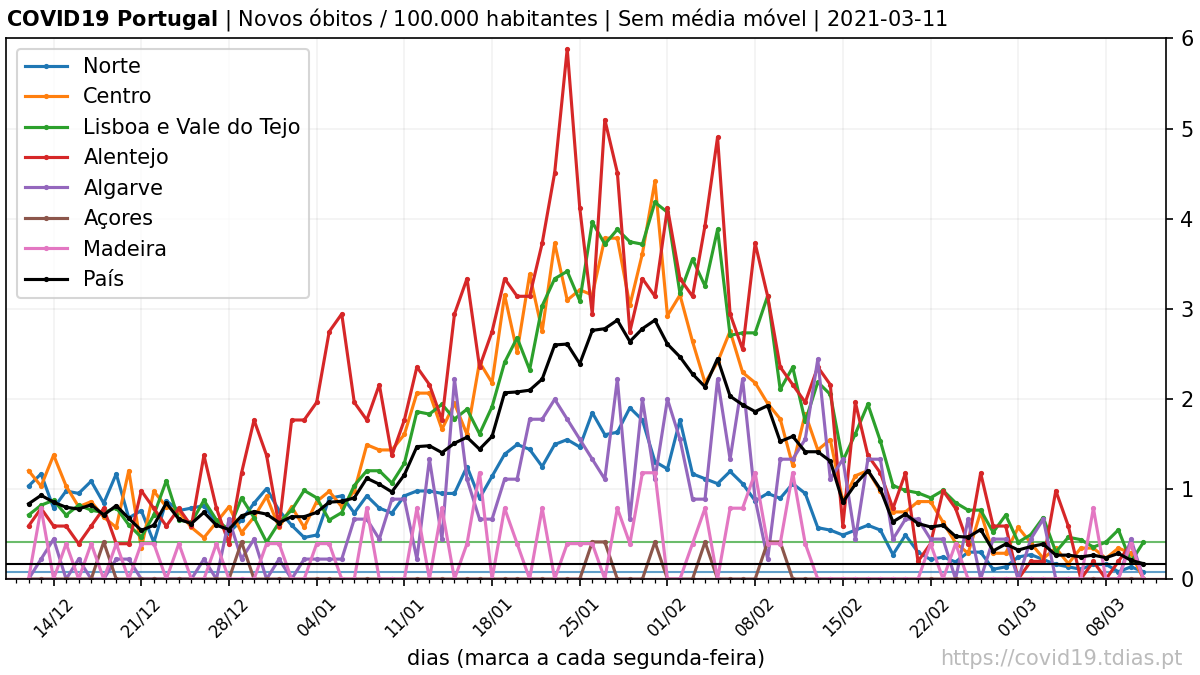 COVID19 Portugal | Novos óbitos / 100.000 habitantes | Sem média móvel | 2021-03-11
Norte
Centro
Lisboa e Vale do Tejo
Alentejo
Algarve
Açores
Madeira
País
6
5
4
3
2
1
0
14/12 21/12 28/12 04/01 11/01 18/01 25/01 01/02 08/02 15/02 22/02 01/03 08/03
dias (marca a cada segunda-feira)
https://covid19.tdias.pt